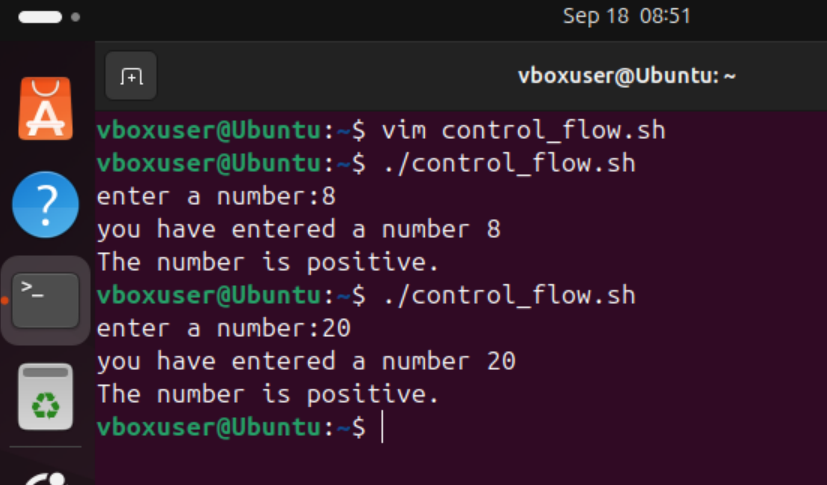 Sep 18 08:51
vboxuser@Ubuntu: ~
vboxuser@Ubuntu:~$ vim control_flow.sh
vboxuser@Ubuntu:~$ ./control_flow.sh
enter a number:8
you have entered a number 8
The number is positive.
vboxuser@Ubuntu:~$ ./control_flow.sh
enter a number:20
you have entered a number 20
The number is positive.
vboxuser@Ubuntu:~$